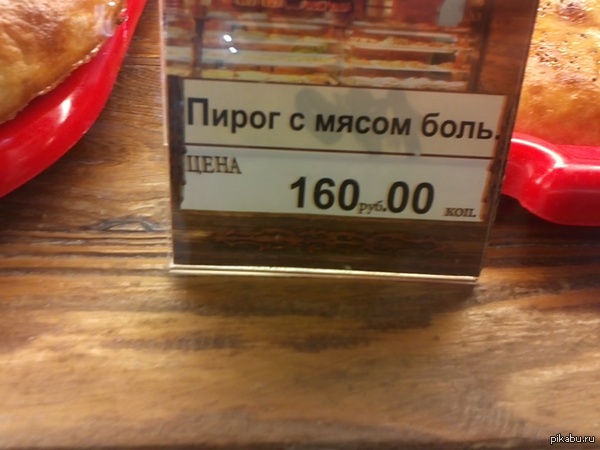 Пирог с мясом боль.
ЦЕНА
160руб.00 коп.
pikabu.ru